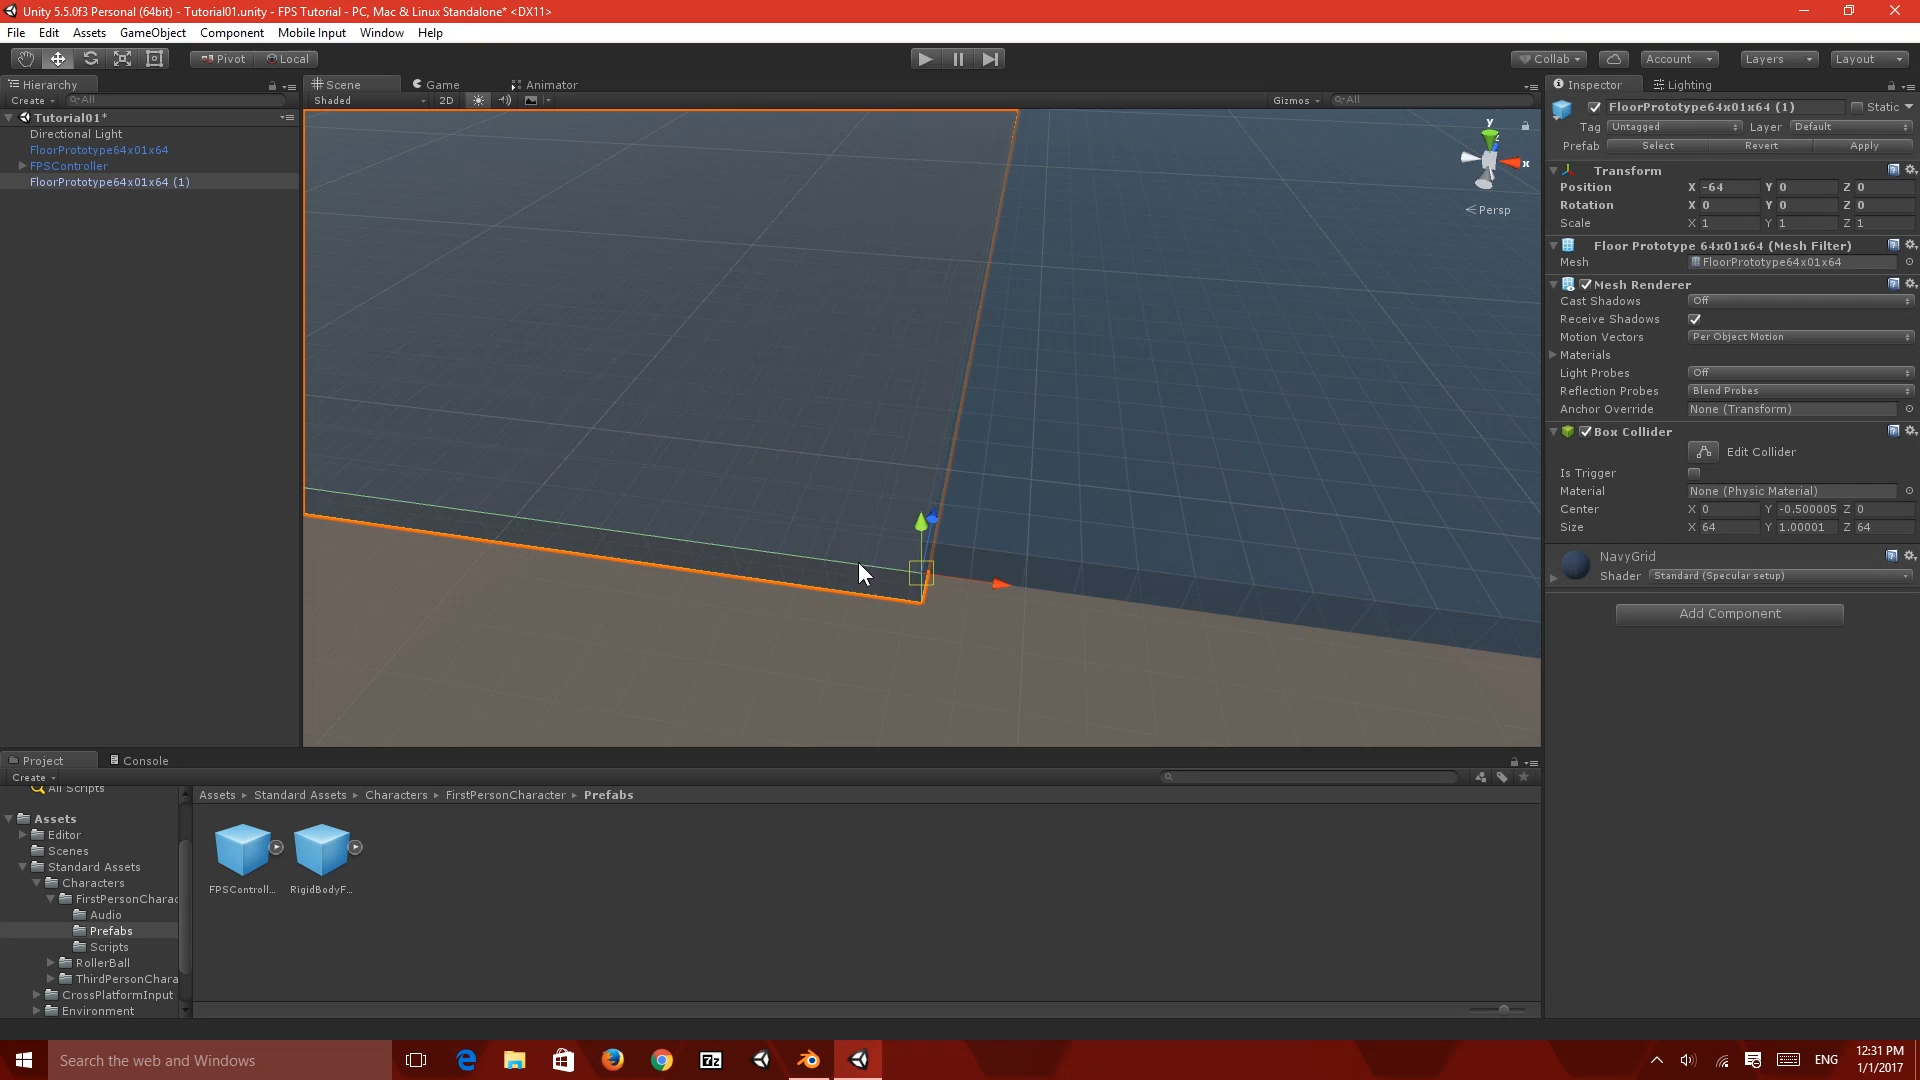 Unity 5.5.0f3 Personal (64bit) - Tutorial01.unity - FPS Tutorial - PC, Mac & Linux Standalone* <DX11>
File Edit Assets GameObject Component Mobile Input Window Help
Pivot Local
Collab Account Layers Layout
Hierarchy
Create All
Tutorial01*
Directional Light
FloorPrototype64x01x64
FPSController
FloorPrototype64x01x64 (1)
Scene Game Animator
Shaded 2D Gizmos All
y
x
Persp
Inspector Lighting
FloorPrototype64x01x64 (1) Static
Tag Untagged Layer Default
Prefab Select Revert Apply
Transform
Position X -64 Y 0 Z 0
Rotation X 0 Y 0 Z 0
Scale X 1 Y 1 Z 1
Floor Prototype 64x01x64 (Mesh Filter)
Mesh FloorPrototype64x01x64
Mesh Renderer
Cast Shadows Off
Receive Shadows
Motion Vectors Per Object Motion
Materials
Light Probes Off
Reflection Probes Blend Probes
Anchor Override None (Transform)
Box Collider
Edit Collider
Is Trigger
Material None (Physic Material)
Center X 0 Y -0.500005 Z 0
Size X 64 Y 1.00001 Z 64
NavyGrid
Shader Standard (Specular setup)
Add Component
Project Console
Create
All Scripts
Assets
Editor
Scenes
Standard Assets
Characters
FirstPersonCharac
Audio
Prefabs
Scripts
RollerBall
ThirdPersonChara
CrossPlatformInput
Environment
Assets Standard Assets Characters FirstPersonCharacter Prefabs
FPSControll... RigidBodyF...
Search the web and Windows
7z
ENG
12:31 PM
1/1/2017